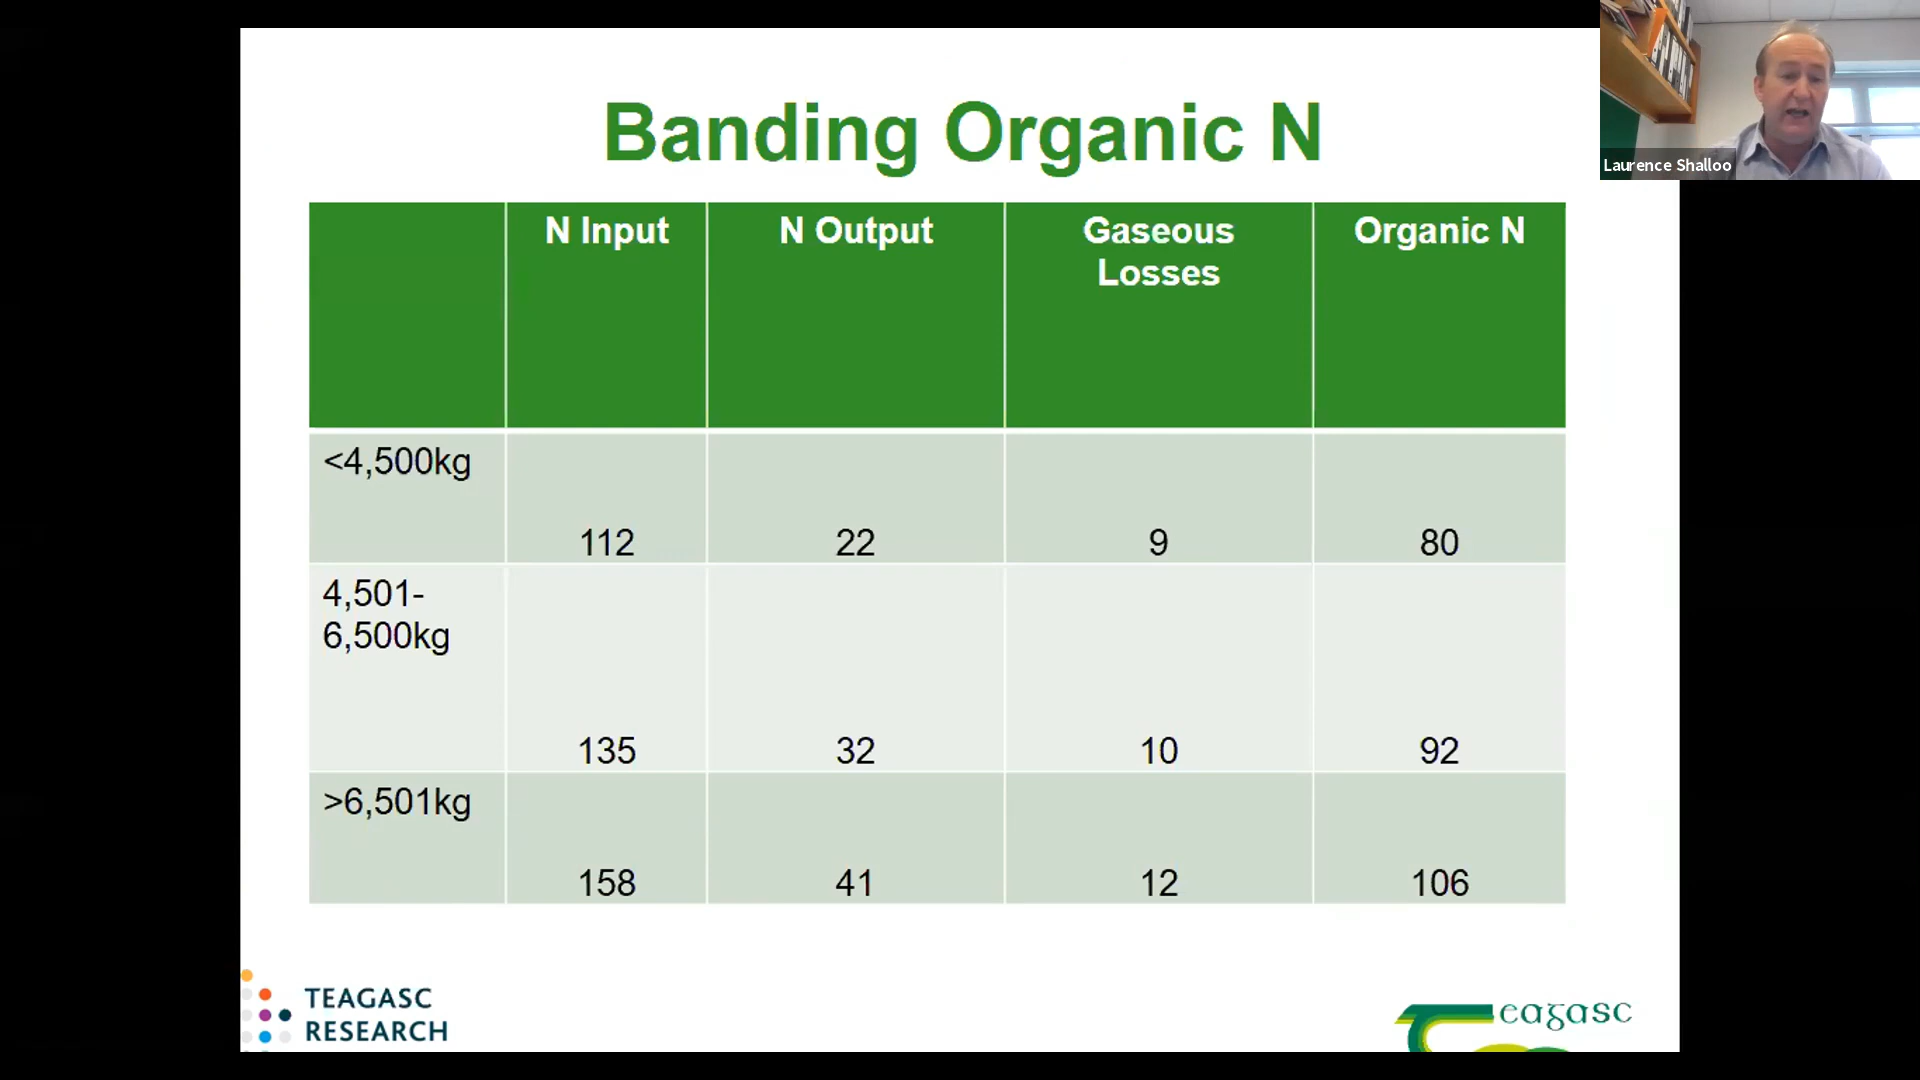 Banding Organic N
N Input
N Output
Gaseous
Losses
Organic N
<4,500kg
112
22
9
80
4,501-
6,500kg
135
32
10
92
>6,501kg
158
41
12
106
TEAGASC
RESEARCH
eagasc
Laurence Shalloo